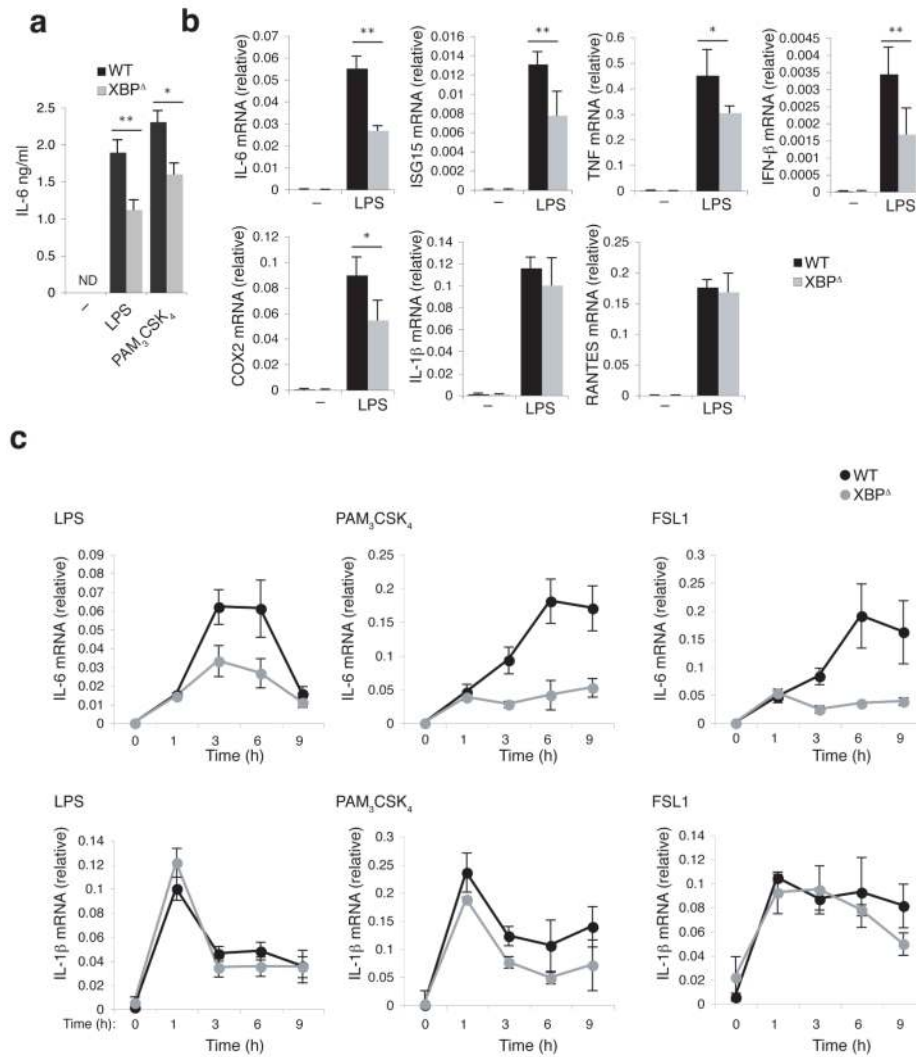 a
WT
XBPΔ
IL-6 ng/ml
2.5
2.0
1.5
1.0
0.5
0
ND
**
*
–
LPS
PAM3CSK4
b
IL-6 mRNA (relative)
0.07
0.06
0.05
0.04
0.03
0.02
0.01
0
**
–
LPS
ISG15 mRNA (relative)
0.016
0.014
0.012
0.01
0.008
0.006
0.004
0.002
0
**
–
LPS
TNF mRNA (relative)
0.6
0.5
0.4
0.3
0.2
0.1
0
*
–
LPS
IFN-β mRNA (relative)
0.0045
0.004
0.0035
0.003
0.0025
0.002
0.0015
0.001
0.0005
0
**
–
LPS
COX2 mRNA (relative)
0.12
0.1
0.08
0.06
0.04
0.02
0
*
–
LPS
IL-1β mRNA (relative)
0.14
0.12
0.1
0.08
0.06
0.04
0.02
0
–
LPS
RANTES mRNA (relative)
0.25
0.2
0.15
0.1
0.05
0
–
LPS
WT
XBPΔ
c
WT
XBPΔ
LPS
IL-6 mRNA (relative)
0.09
0.08
0.07
0.06
0.05
0.04
0.03
0.02
0.01
0
0 1 3 6 9
Time (h)
PAM3CSK4
IL-6 mRNA (relative)
0.25
0.2
0.15
0.1
0.05
0
0 1 3 6 9
Time (h)
FSL1
IL-6 mRNA (relative)
0.3
0.25
0.2
0.15
0.1
0.05
0
0 1 3 6 9
Time (h)
LPS
IL-1β mRNA (relative)
0.14
0.12
0.1
0.08
0.06
0.04
0.02
0
Time (h): 0 1 3 6 9
PAM3CSK4
IL-1β mRNA (relative)
0.3
0.25
0.2
0.15
0.1
0.05
0
0 1 3 6 9
Time (h)
FSL1
IL-1β mRNA (relative)
0.14
0.12
0.1
0.08
0.06
0.04
0.02
0
0 1 3 6 9
Time (h)